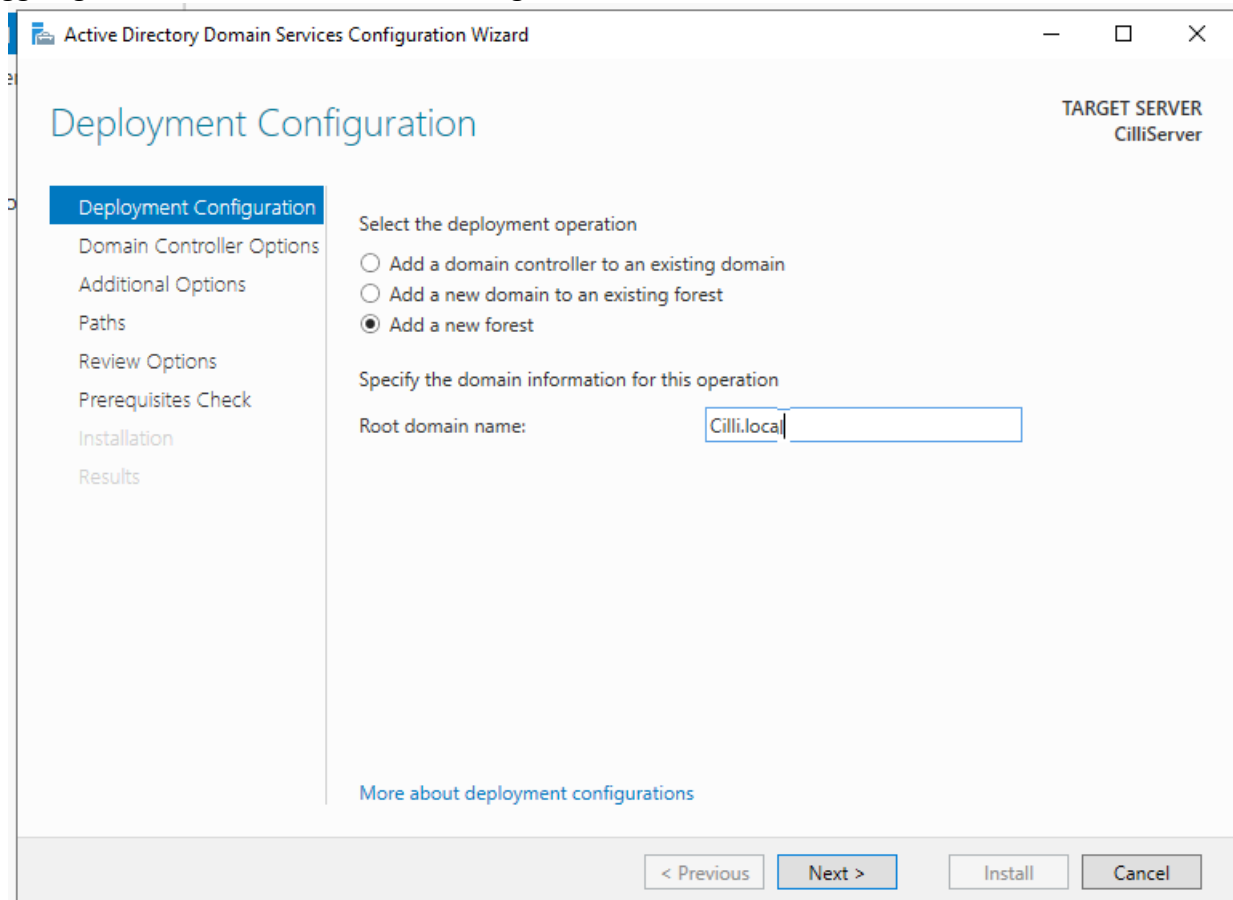 Active Directory Domain Services Configuration Wizard
Deployment Configuration
TARGET SERVER
CilliServer
Deployment Configuration
Domain Controller Options
Additional Options
Paths
Review Options
Prerequisites Check
Installation
Results
Select the deployment operation
Add a domain controller to an existing domain
Add a new domain to an existing forest
Add a new forest
Specify the domain information for this operation
Root domain name:
Cilli.local
More about deployment configurations
< Previous
Next >
Install
Cancel